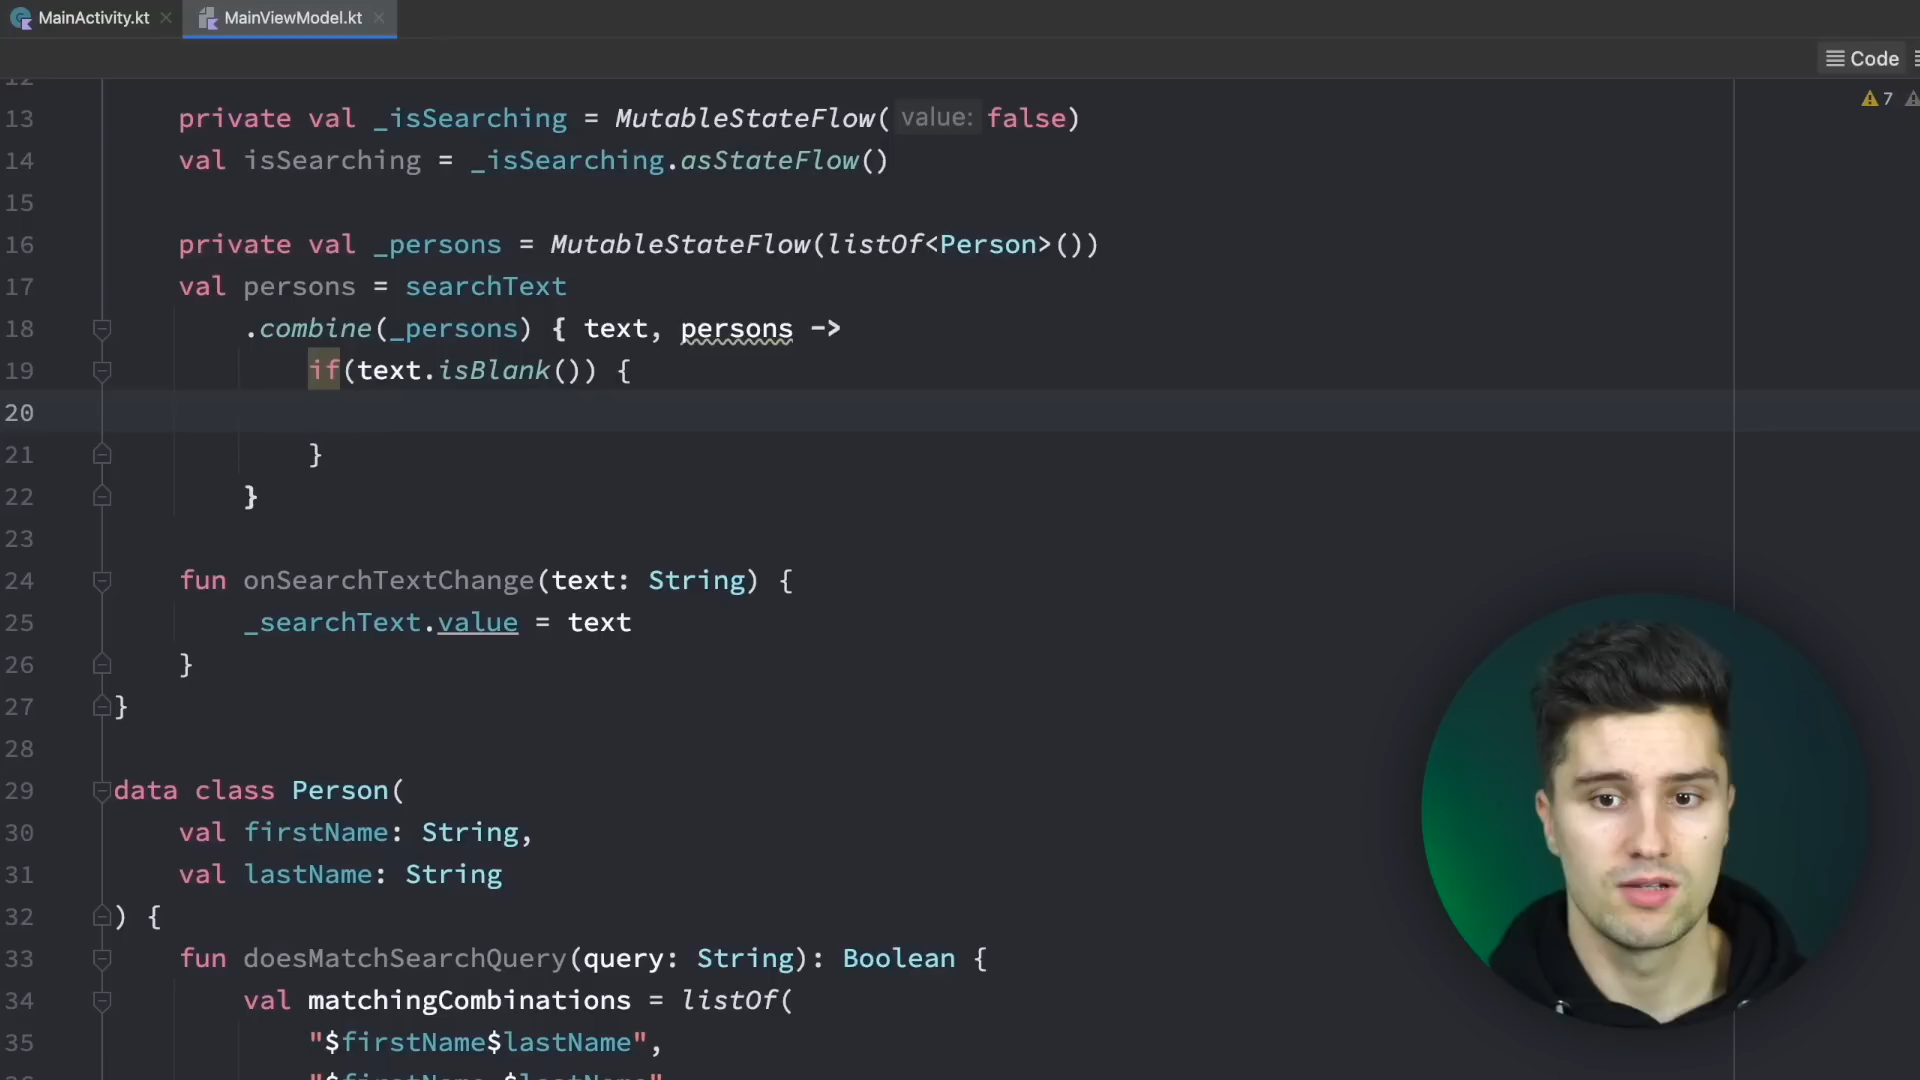 MainActivity.kt
MainViewModel.kt
Code
7
13 private val _isSearching = MutableStateFlow( value: false)
14 val isSearching = _isSearching.asStateFlow()
15
16 private val _persons = MutableStateFlow(listOf<Person>())
17 val persons = searchText
18 .combine(_persons) { text, persons ->
19 if(text.isBlank()) {
20
21 }
22 }
23
24 fun onSearchTextChange(text: String) {
25 _searchText.value = text
26 }
27 }
28
29 data class Person(
30 val firstName: String,
31 val lastName: String
32 ) {
33 fun doesMatchSearchQuery(query: String): Boolean {
34 val matchingCombinations = listOf(
35 "$firstName$lastName",